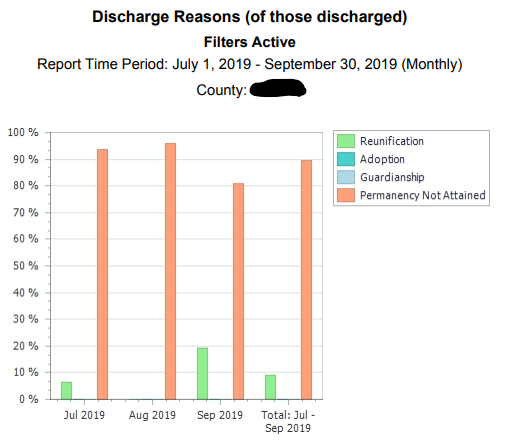 Discharge Reasons (of those discharged)
Filters Active
Report Time Period: July 1, 2019 - September 30, 2019 (Monthly)
County:
100 %
90 %
80 %
70 %
60 %
50 %
40 %
30 %
20 %
10 %
0 %
Jul 2019
Aug 2019
Sep 2019
Total: Jul -
Sep 2019
Reunification
Adoption
Guardianship
Permanency Not Attained